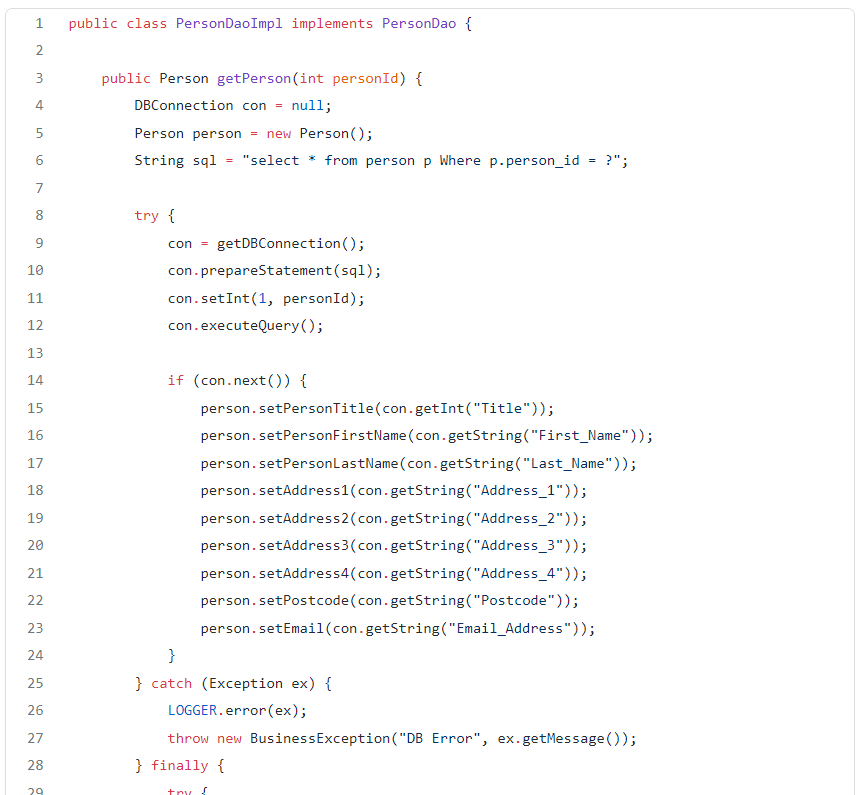 1 public class PersonDaoImpl implements PersonDao {
2
3 public Person getPerson(int personId) {
4 DBConnection con = null;
5 Person person = new Person();
6 String sql = "select * from person p Where p.person_id = ?";
7
8 try {
9 con = getDBConnection();
10 con.prepareStatement(sql);
11 con.setInt(1, personId);
12 con.executeQuery();
13
14 if (con.next()) {
15 person.setPersonTitle(con.getInt("Title"));
16 person.setPersonFirstName(con.getString("First_Name"));
17 person.setPersonLastName(con.getString("Last_Name"));
18 person.setAddress1(con.getString("Address_1"));
19 person.setAddress2(con.getString("Address_2"));
20 person.setAddress3(con.getString("Address_3"));
21 person.setAddress4(con.getString("Address_4"));
22 person.setPostcode(con.getString("Postcode"));
23 person.setEmail(con.getString("Email_Address"));
24 }
25 } catch (Exception ex) {
26 LOGGER.error(ex);
27 throw new BusinessException("DB Error", ex.getMessage());
28 } finally {
29 try {